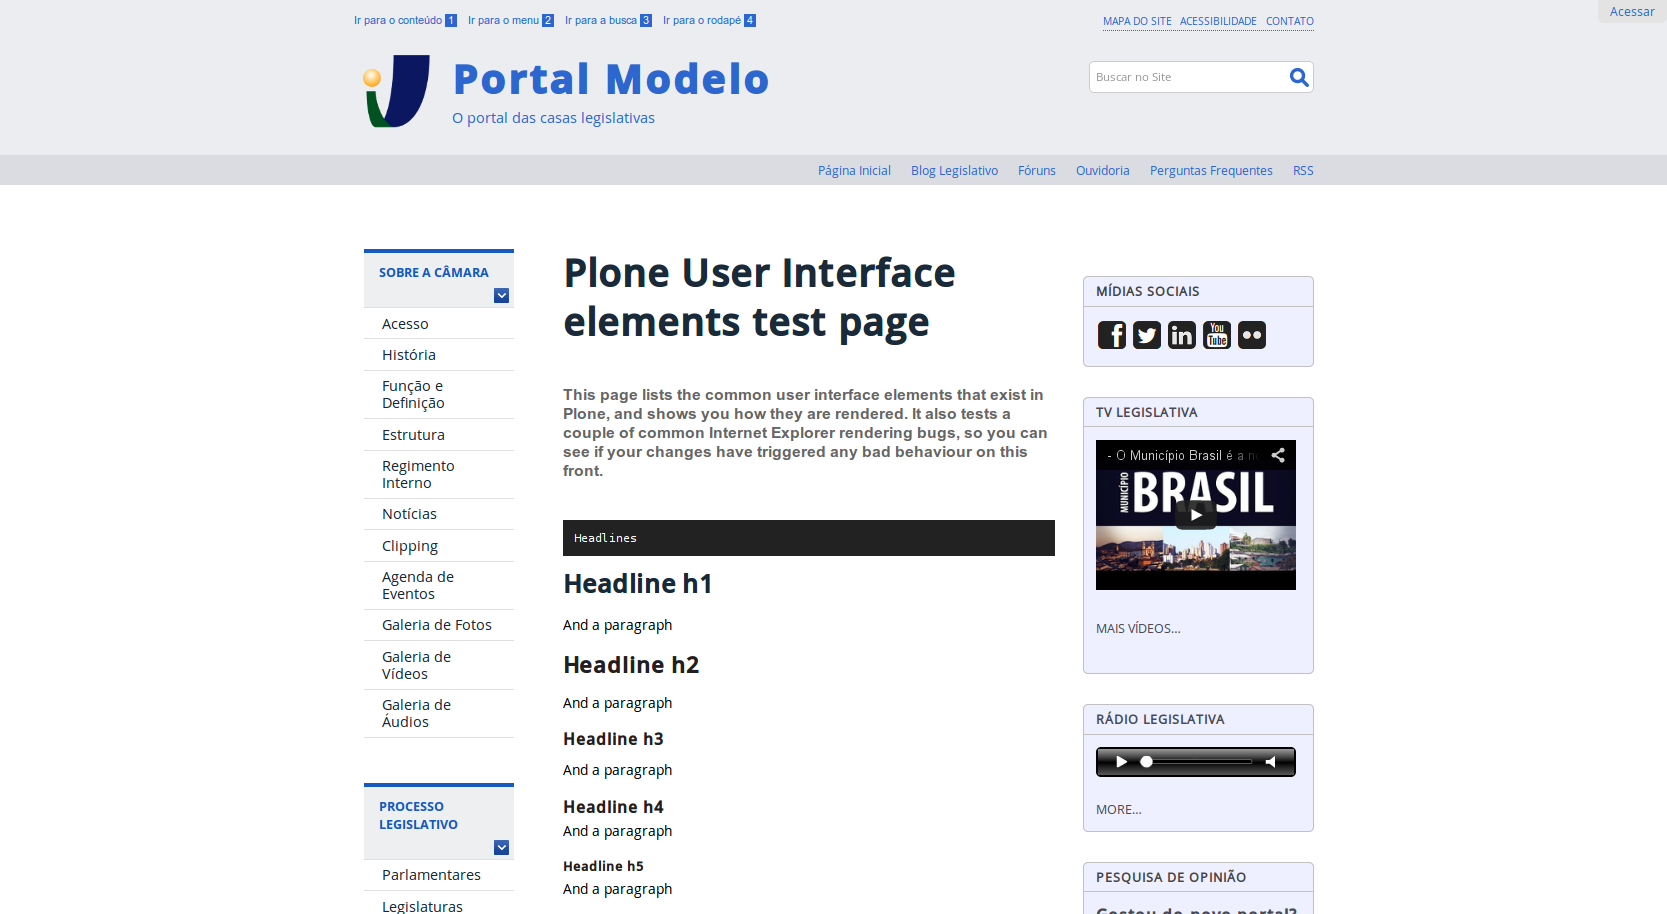 Ir para o conteúdo 1 Ir para o menu 2 Ir para a busca 3 Ir para o rodapé 4
MAPA DO SITE ACESSIBILIDADE CONTATO
Acessar
Portal Modelo
O portal das casas legislativas
Buscar no Site
Página Inicial Blog Legislativo Fóruns Ouvidoria Perguntas Frequentes RSS
SOBRE A CÂMARA
Acesso
História
Função e
Definição
Estrutura
Regimento
Interno
Notícias
Clipping
Agenda de
Eventos
Galeria de Fotos
Galeria de
Vídeos
Galeria de
Áudios
PROCESSO
LEGISLATIVO
Parlamentares
Legislaturas
Plone User Interface
elements test page
This page lists the common user interface elements that exist in
Plone, and shows you how they are rendered. It also tests a
couple of common Internet Explorer rendering bugs, so you can
see if your changes have triggered any bad behaviour on this
front.
Headlines
Headline h1
And a paragraph
Headline h2
And a paragraph
Headline h3
And a paragraph
Headline h4
And a paragraph
Headline h5
And a paragraph
MÍDIAS SOCIAIS
f in You Tube
TV LEGISLATIVA
- O Município Brasil é a no
MUNICÍPIO
BRASIL
MAIS VÍDEOS...
RÁDIO LEGISLATIVA
MORE...
PESQUISA DE OPINIÃO
Gostou do novo portal?